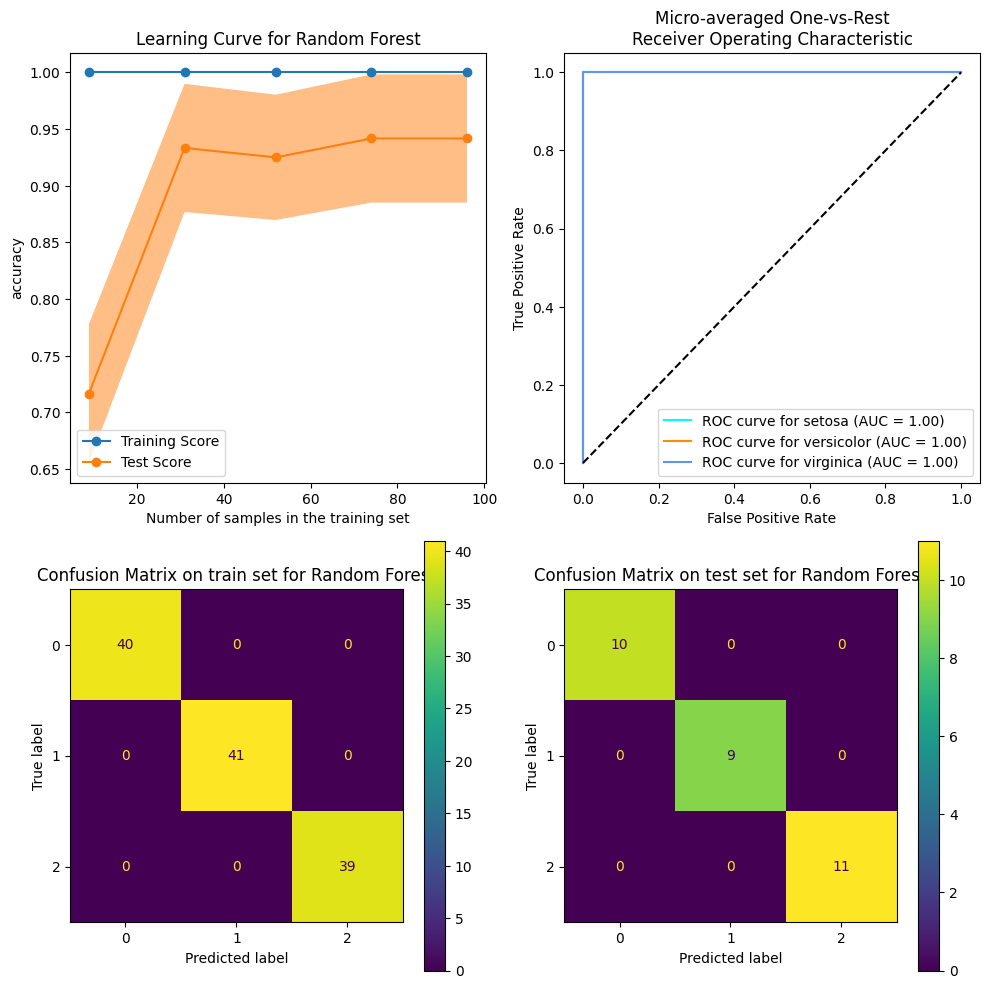 Learning Curve for Random Forest
1.00
0.95
0.90
0.85
0.80
0.75
0.70
0.65
accuracy
Training Score
Test Score
20
40
60
80
100
Number of samples in the training set
Micro-averaged One-vs-Rest
Receiver Operating Characteristic
1.0
0.8
0.6
0.4
0.2
0.0
True Positive Rate
ROC curve for setosa (AUC = 1.00)
ROC curve for versicolor (AUC = 1.00)
ROC curve for virginica (AUC = 1.00)
0.0
0.2
0.4
0.6
0.8
1.0
False Positive Rate
Confusion Matrix on train set for Random Fores
0
1
2
True label
40 0 0
0 41 0
0 0 39
0
1
2
Predicted label
40
35
30
25
20
15
10
5
0
Confusion Matrix on test set for Random Fores
0
1
2
True label
10 0 0
0 9 0
0 0 11
0
1
2
Predicted label
10
8
6
4
2
0